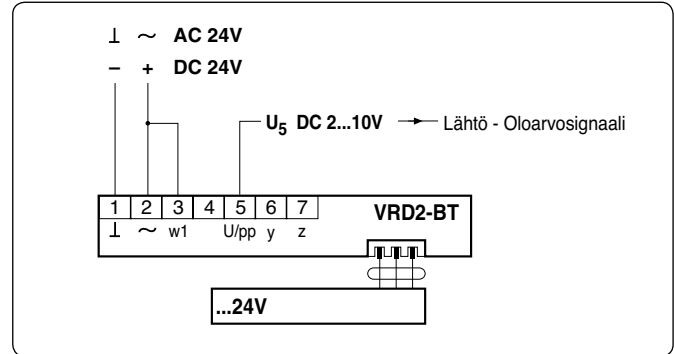 ⊥ ~ AC 24V
– + DC 24V
U5 DC 2...10V Lähtö - Oloarvosignaali
1 2 3 4 5 6 7 VRD2-BT
⊥ ~ w1 U/pp y z
...24V